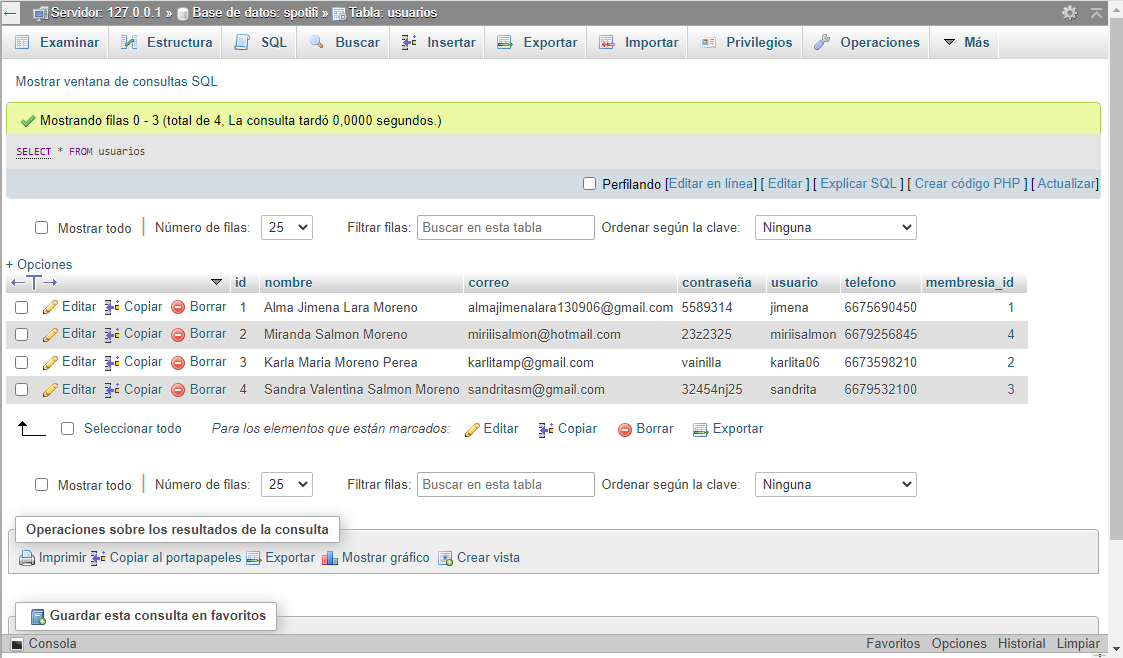 Servidor: 127.0.0.1 » Base de datos: spotifi » Tabla: usuarios
Examinar Estructura SQL Buscar Insertar Exportar Importar Privilegios Operaciones Más
Mostrar ventana de consultas SQL
Mostrando filas 0 - 3 (total de 4, La consulta tardó 0,0000 segundos.)
SELECT * FROM usuarios
Perfilando [Editar en línea] [ Editar ] [ Explicar SQL ] [ Crear código PHP ] [ Actualizar]
Mostrar todo Número de filas: 25 Filtrar filas: Buscar en esta tabla Ordenar según la clave: Ninguna
+ Opciones
←T→ id nombre correo contraseña usuario telefono membresia_id
Editar Copiar Borrar 1 Alma Jimena Lara Moreno almajimenalara130906@gmail.com 5589314 jimena 6675690450 1
Editar Copiar Borrar 2 Miranda Salmon Moreno miriiisalmon@hotmail.com 23z2325 miriisalmon 6679256845 4
Editar Copiar Borrar 3 Karla Maria Moreno Perea karlitamp@gmail.com vainilla karlita06 6673598210 2
Editar Copiar Borrar 4 Sandra Valentina Salmon Moreno sandritasm@gmail.com 32454nj25 sandrita 6679532100 3
Seleccionar todo Para los elementos que están marcados: Editar Copiar Borrar Exportar
Mostrar todo Número de filas: 25 Filtrar filas: Buscar en esta tabla Ordenar según la clave: Ninguna
Operaciones sobre los resultados de la consulta
Imprimir Copiar al portapapeles Exportar Mostrar gráfico Crear vista
Guardar esta consulta en favoritos
Consola Favoritos Opciones Historial Limpiar